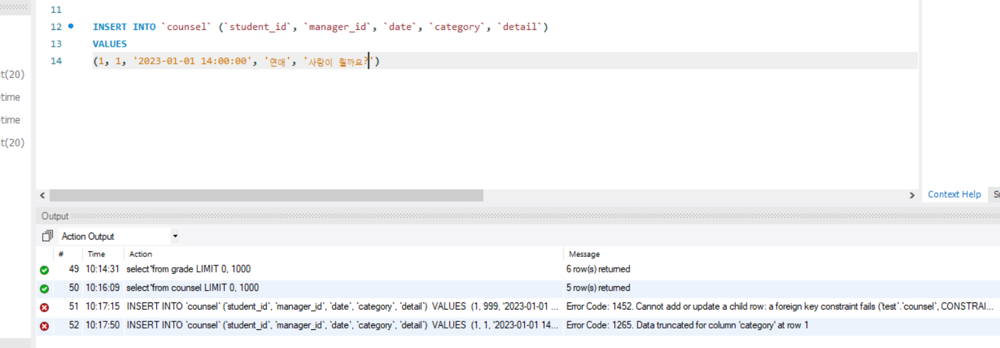 11
12 INSERT INTO `counsel` (`student_id`, `manager_id`, `date`, `category`, `detail`)
13 VALUES
14 (1, 1, '2023-01-01 14:00:00', '연애', '사랑이 뭘까요?')
t(20)
time
time
t(20)
Context Help
Output
Action Output
# Time Action Message
49 10:14:31 select*from grade LIMIT 0, 1000 6 row(s) returned
50 10:16:09 select*from counsel LIMIT 0, 1000 5 row(s) returned
51 10:17:15 INSERT INTO `counsel` (`student_id`, `manager_id`, `date`, `category`, `detail`) VALUES (1, 999, '2023-01-01 ... Error Code: 1452. Cannot add or update a child row: a foreign key constraint fails (`test`.`counsel`, CONSTRAI...
52 10:17:50 INSERT INTO `counsel` (`student_id`, `manager_id`, `date`, `category`, `detail`) VALUES (1, 1, '2023-01-01 14... Error Code: 1265. Data truncated for column 'category' at row 1